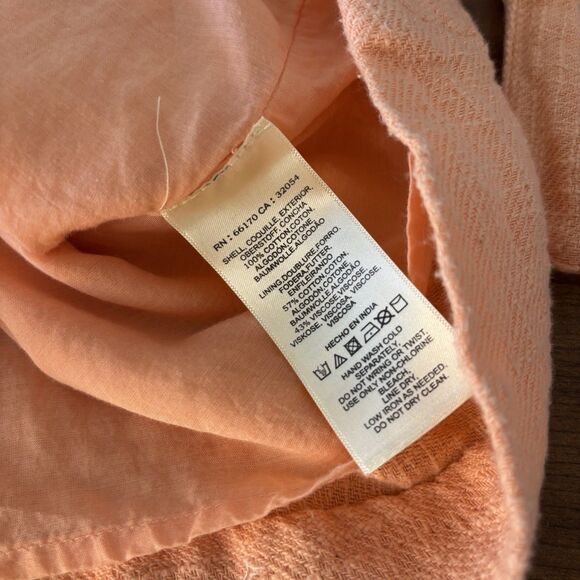 RN : 66170 CA : 32054
SHELL, COQUILLE, EXTERIOR,
OBERSTOFF, CONCHA
100% COTTON, COTON,
ALGODÓN, COTONE,
BAUMWOLLE, ALGODÃO
LINING, DOUBLURE, FORRO,
FODERA, FUTTER,
ENFILEIRANDO
57% COTTON, COTON,
ALGODÓN, COTONE,
BAUMWOLLE, ALGODÃO
43% VISCOSE, VISCOSE,
VISKOSE, VISCOSA, VISCOSE,
VISCOSA
HECHO EN INDIA
HAND WASH COLD
SEPARATELY,
DO NOT WRING OR TWIST.
USE ONLY NON-CHLORINE
BLEACH,
LINE DRY.
LOW IRON AS NEEDED.
DO NOT DRY CLEAN.